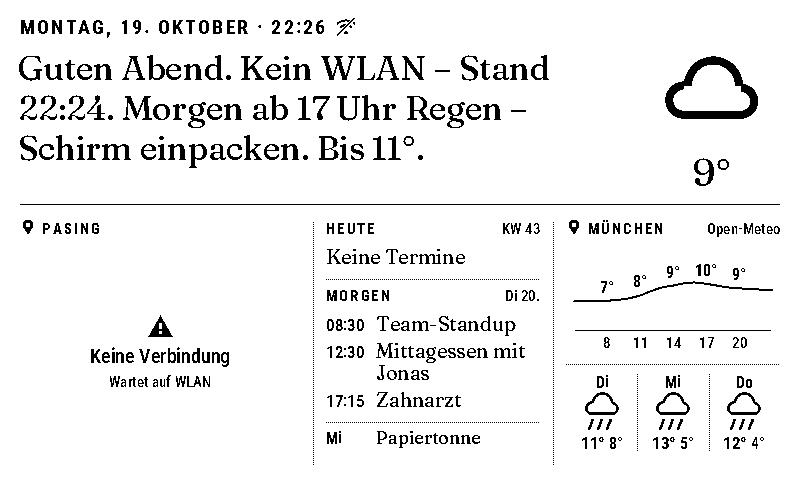 MONTAG, 19. OKTOBER · 22:26
Guten Abend. Kein WLAN – Stand
22:24. Morgen ab 17 Uhr Regen –
Schirm einpacken. Bis 11°.
9°
PASING
Keine Verbindung
Wartet auf WLAN
HEUTE KW 43
Keine Termine
MORGEN Di 20.
08:30 Team-Standup
12:30 Mittagessen mit
Jonas
17:15 Zahnarzt
Mi Papiertonne
MÜNCHEN Open-Meteo
7° 8° 9° 10° 9°
8 11 14 17 20
Di Mi Do
11° 8° 13° 5° 12° 4°